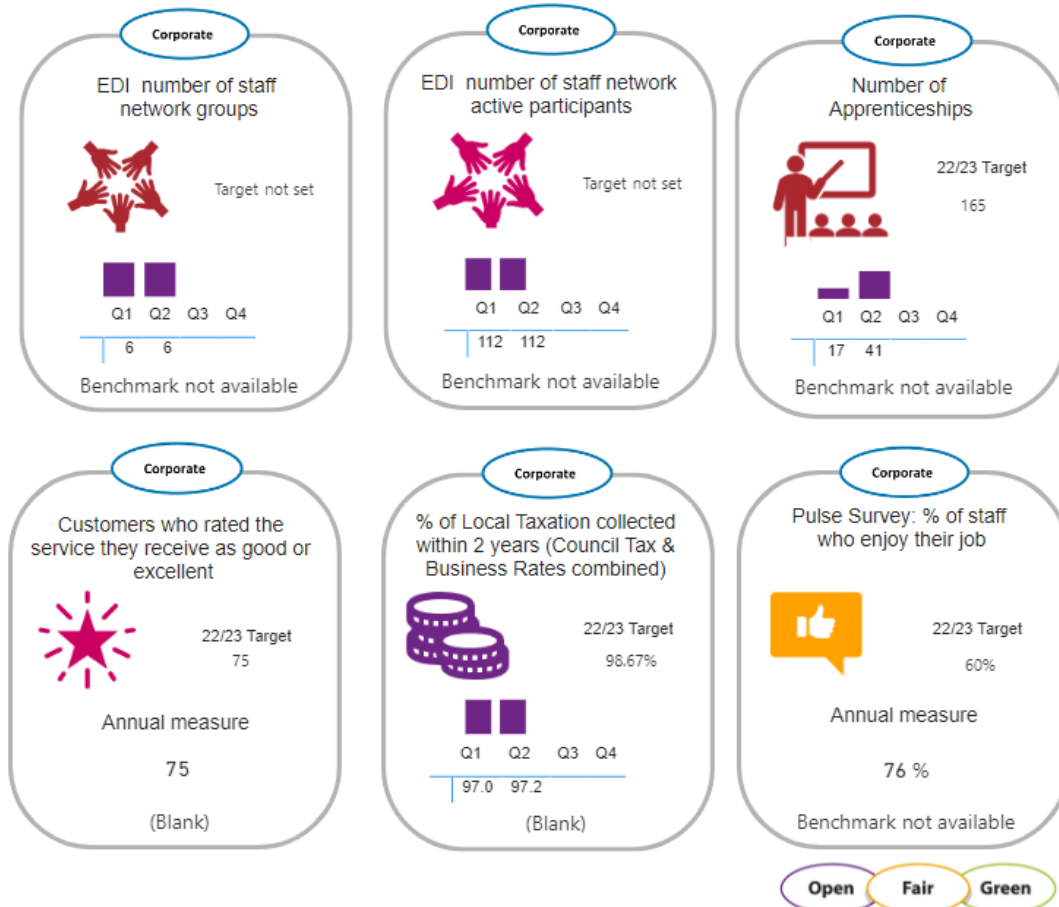 Corporate
EDI number of staff
network groups
Target not set
Q1 Q2 Q3 Q4
6 6
Benchmark not available
Corporate
EDI number of staff network
active participants
Target not set
Q1 Q2 Q3 Q4
112 112
Benchmark not available
Corporate
Number of
Apprenticeships
22/23 Target
165
Q1 Q2 Q3 Q4
17 41
Benchmark not available
Corporate
Customers who rated the
service they receive as good or
excellent
22/23 Target
75
Annual measure
75
(Blank)
Corporate
% of Local Taxation collected
within 2 years (Council Tax &
Business Rates combined)
22/23 Target
98.67%
Q1 Q2 Q3 Q4
97.0 97.2
(Blank)
Corporate
Pulse Survey: % of staff
who enjoy their job
22/23 Target
60%
Annual measure
76 %
Benchmark not available
Open Fair Green